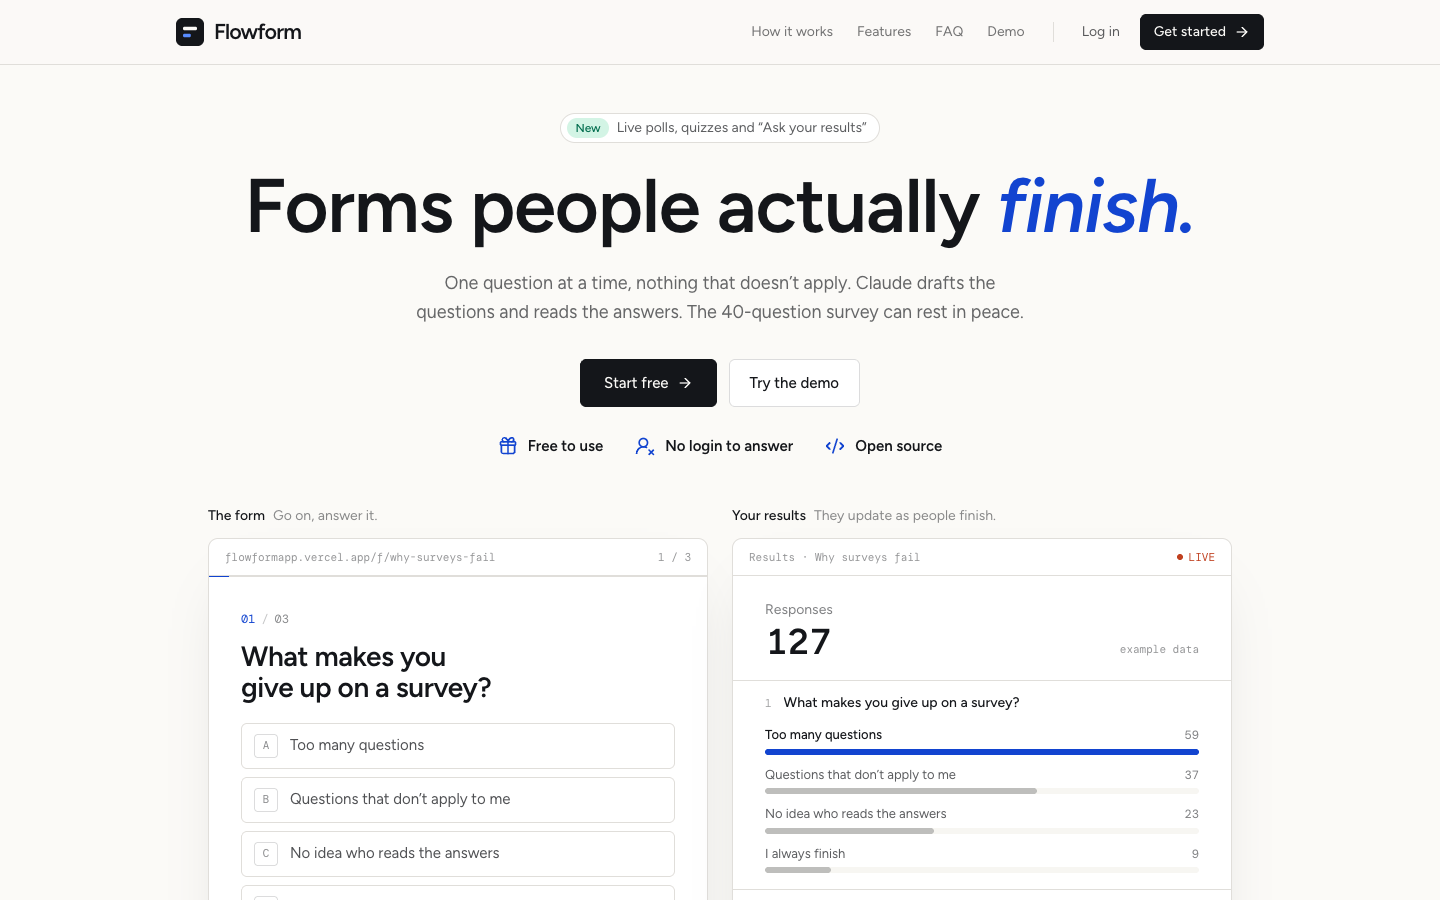 Flowform
How it works
Features
FAQ
Demo
Log in
Get started
New Live polls, quizzes and “Ask your results”
Forms people actually finish.
One question at a time, nothing that doesn’t apply. Claude drafts the
questions and reads the answers. The 40-question survey can rest in peace.
Start free
Try the demo
Free to use
No login to answer
Open source
The form Go on, answer it.
flowformapp.vercel.app/f/why-surveys-fail
1 / 3
01 / 03
What makes you
give up on a survey?
A Too many questions
B Questions that don’t apply to me
C No idea who reads the answers
Your results They update as people finish.
Results · Why surveys fail
LIVE
Responses
127
example data
1 What makes you give up on a survey?
Too many questions 59
Questions that don’t apply to me 37
No idea who reads the answers 23
I always finish 9